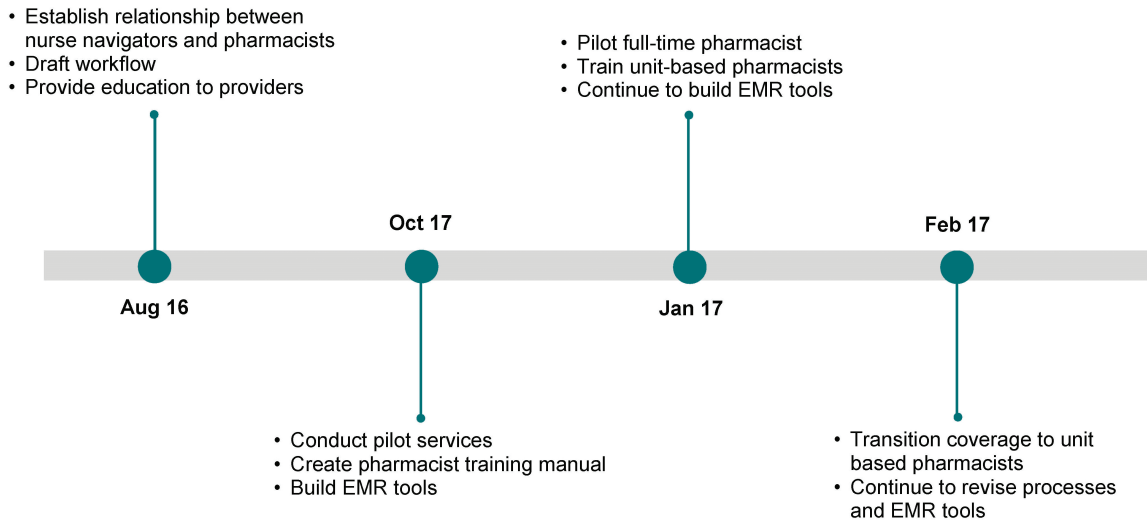 • Establish relationship between
nurse navigators and pharmacists
• Draft workflow
• Provide education to providers
Aug 16
Oct 17
• Conduct pilot services
• Create pharmacist training manual
• Build EMR tools
• Pilot full-time pharmacist
• Train unit-based pharmacists
• Continue to build EMR tools
Jan 17
Feb 17
• Transition coverage to unit
based pharmacists
• Continue to revise processes
and EMR tools